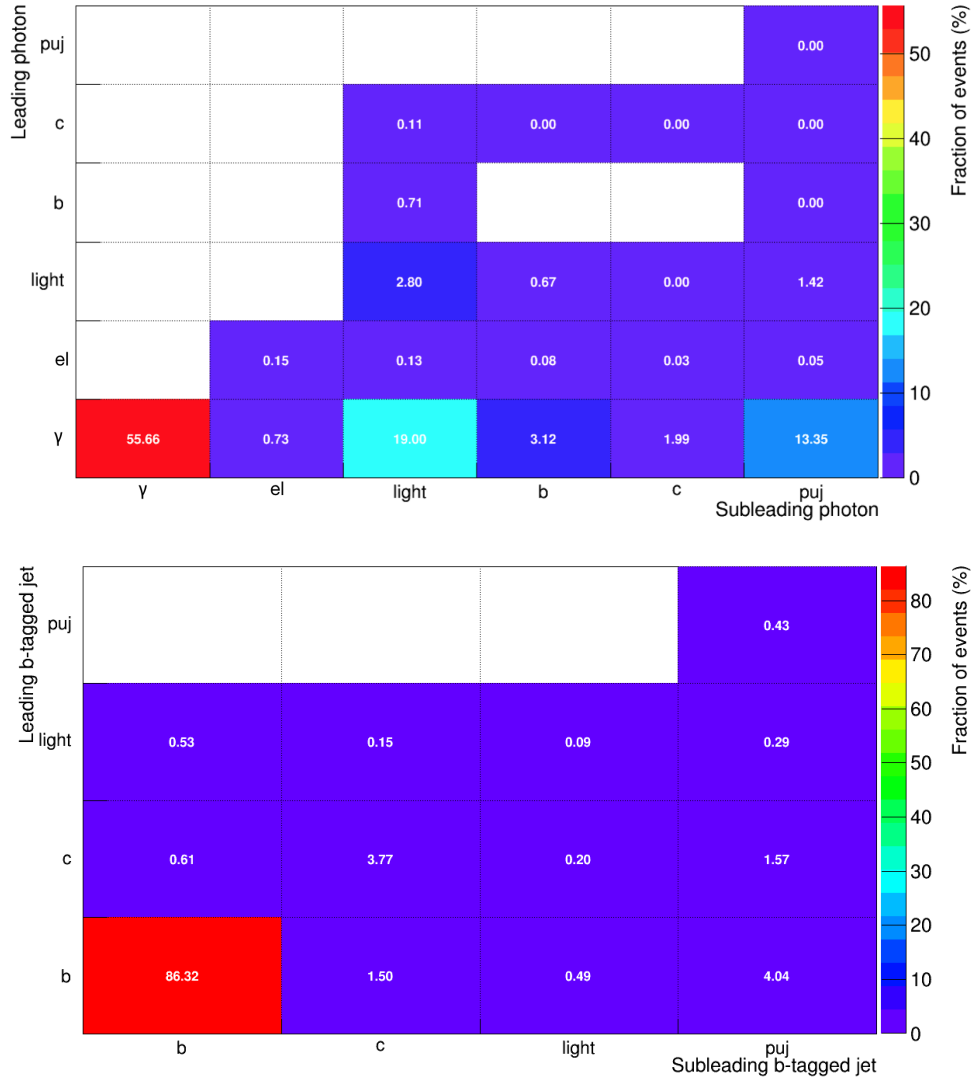 Leading photon
puj
c
b
light
el
γ
0.00
0.11 0.00 0.00 0.00
0.71 0.00
2.80 0.67 0.00 1.42
0.15 0.13 0.08 0.03 0.05
55.66 0.73 19.00 3.12 1.99 13.35
γ el light b c puj
Subleading photon
Fraction of events (%)
50
40
30
20
10
0
Leading b-tagged jet
puj
light
c
b
0.43
0.53 0.15 0.09 0.29
0.61 3.77 0.20 1.57
86.32 1.50 0.49 4.04
b c light puj
Subleading b-tagged jet
Fraction of events (%)
80
70
60
50
40
30
20
10
0